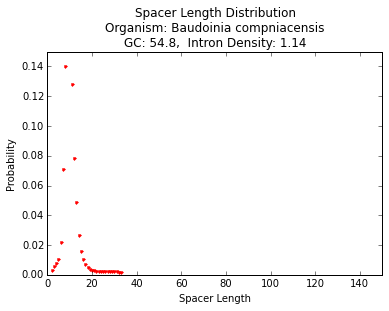 Spacer Length Distribution
Organism: Baudoinia compniacensis
GC: 54.8,  Intron Density: 1.14
0.14
0.12
0.10
0.08
0.06
0.04
0.02
0.00
Probability
0 20 40 60 80 100 120 140
Spacer Length